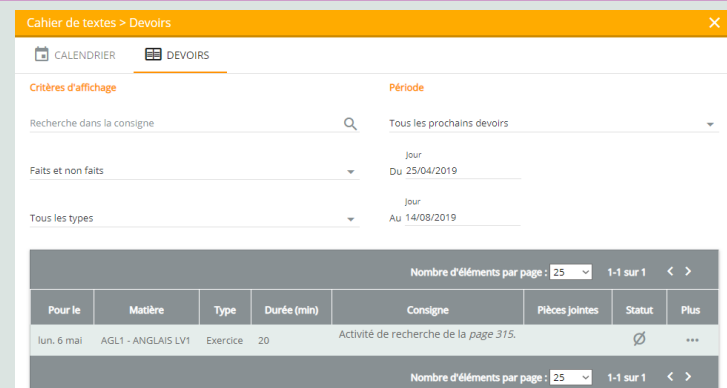 Cahier de textes > Devoirs
CALENDRIER DEVOIRS
Critères d'affichage Période
Recherche dans la consigne Tous les prochains devoirs
Jour
Faits et non faits Du 25/04/2019
Jour
Tous les types Au 14/08/2019
Nombre d'éléments par page : 25 1-1 sur 1
Pour le Matière Type Durée (min) Consigne Pièces jointes Statut Plus
lun. 6 mai AGL1 - ANGLAIS LV1 Exercice 20 Activité de recherche de la page 315.
Nombre d'éléments par page : 25 1-1 sur 1